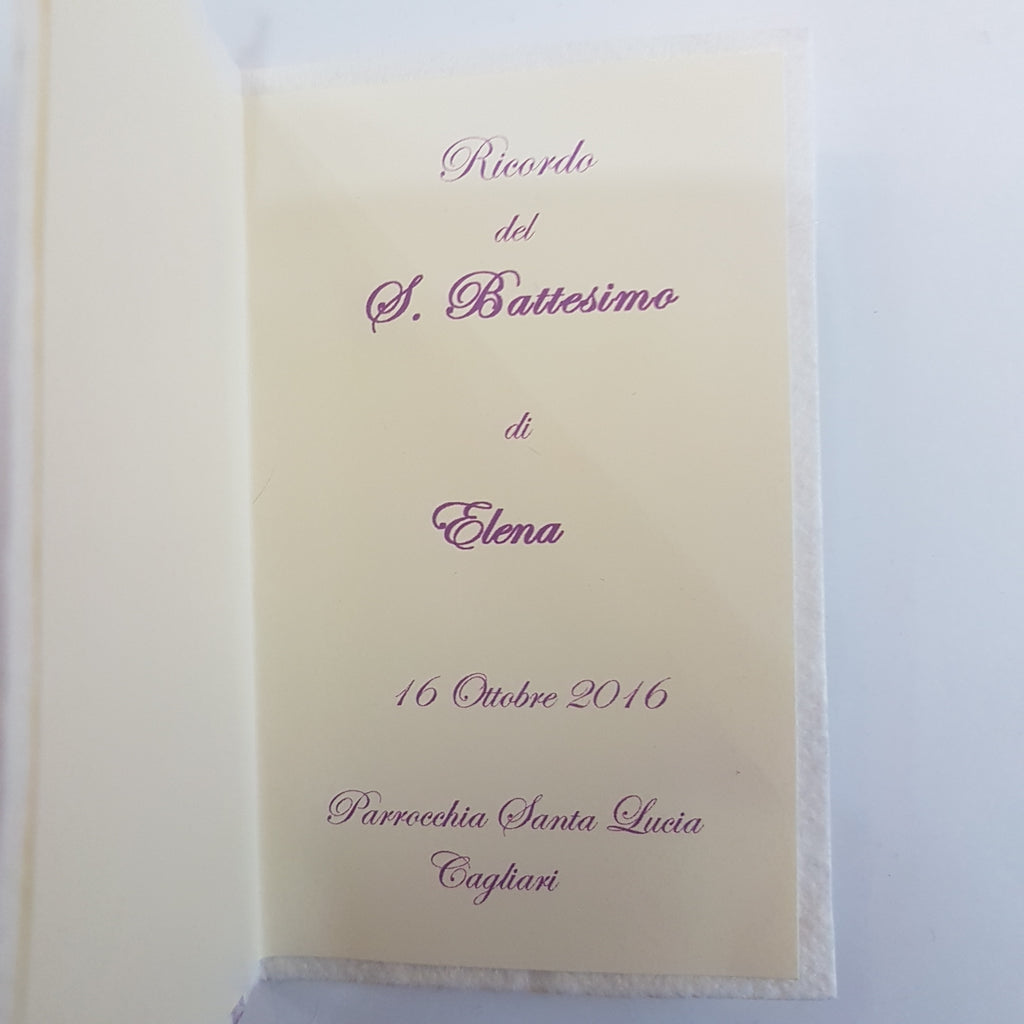 Ricordo
del
S. Battesimo
di
Elena
16 Ottobre 2016
Parrocchia Santa Lucia
Cagliari